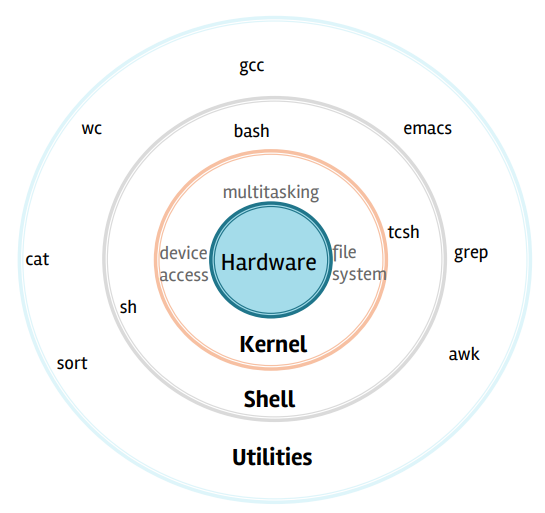 gcc
wc
bash
emacs
multitasking
tcsh
device
access
Hardware
file
system
grep
cat
sh
Kernel
awk
sort
Shell
Utilities